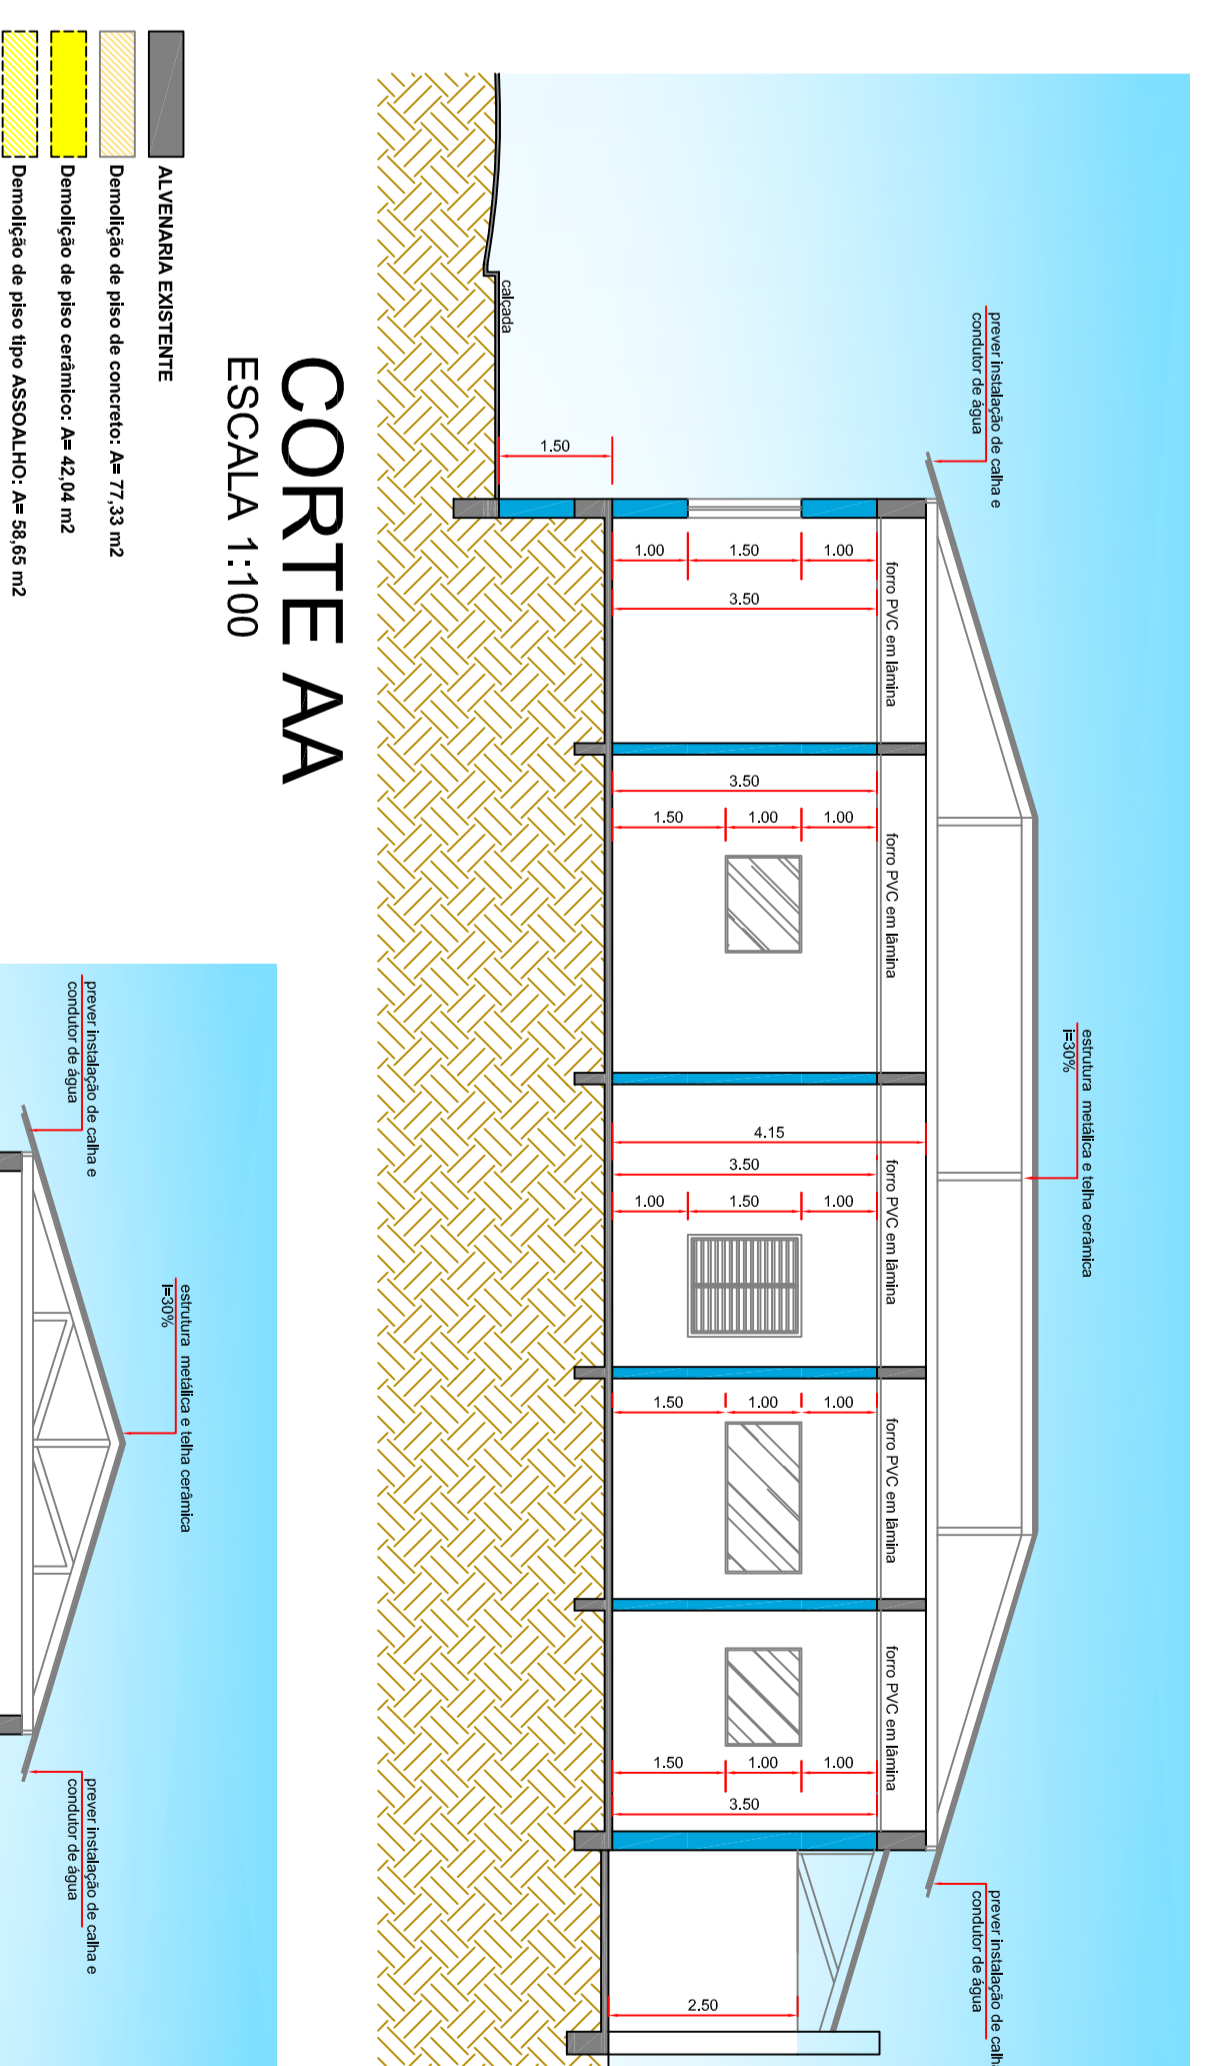 prever instalação de calha e
condutor de água
estrutura metálica e telha cerâmica
i=30%
prever instalação de calha
condutor de água
forro PVC em lâmina
forro PVC em lâmina
forro PVC em lâmina
forro PVC em lâmina
forro PVC em lâmina
1.50
1.00
1.50
1.00
3.50
3.50
1.50
1.00
1.00
4.15
3.50
1.00
1.50
1.00
1.50
1.00
1.00
1.50
1.00
1.00
3.50
2.50
calçada
CORTE AA
ESCALA 1:100
ALVENARIA EXISTENTE
Demolição de piso de concreto: A= 77,33 m2
Demolição de piso cerâmico: A= 42,04 m2
Demolição de piso tipo ASSOALHO: A= 58,65 m2
estrutura metálica e telha cerâmica
i=30%
prever instalação de calha e
condutor de água
prever instalação de calha e
condutor de água